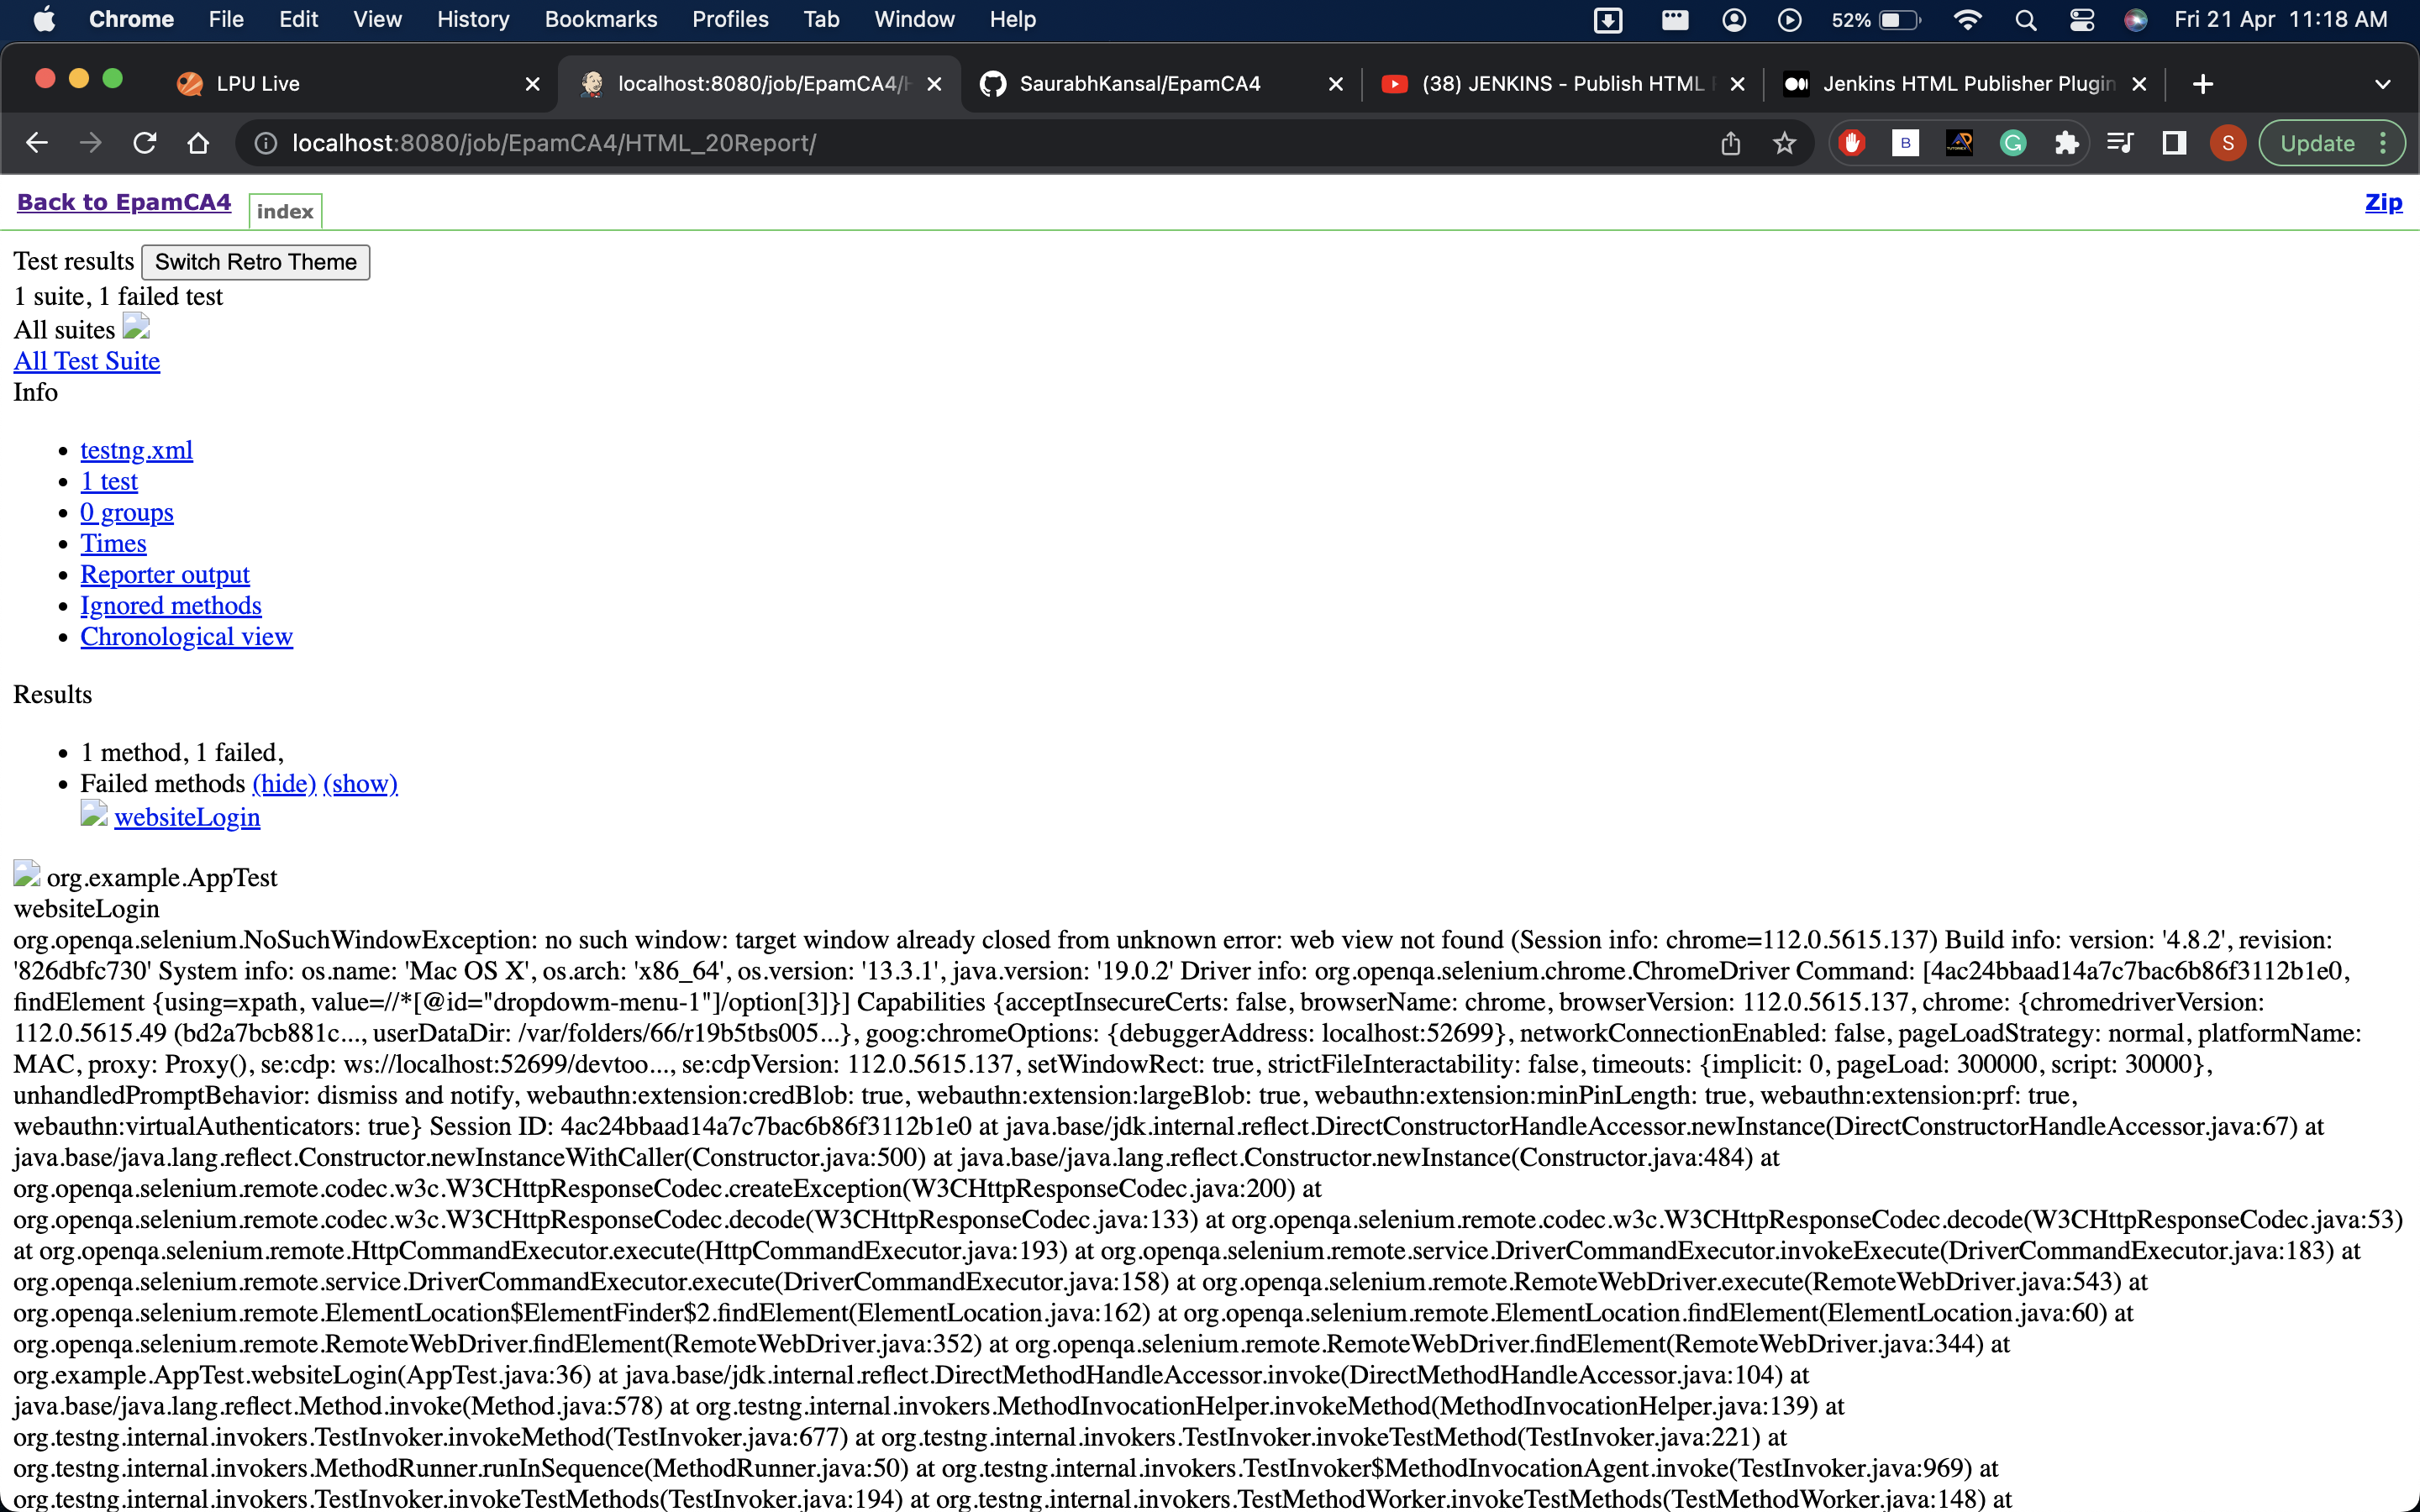 Chrome File Edit View History Bookmarks Profiles Tab Window Help 52% Fri 21 Apr 11:18 AM
LPU Live localhost:8080/job/EpamCA4/H SaurabhKansal/EpamCA4 (38) JENKINS - Publish HTML Jenkins HTML Publisher Plugin
localhost:8080/job/EpamCA4/HTML_20Report/ B G S Update
Back to EpamCA4 index Zip
Test results Switch Retro Theme
1 suite, 1 failed test
All suites
All Test Suite
Info
testng.xml
1 test
0 groups
Times
Reporter output
Ignored methods
Chronological view
Results
1 method, 1 failed,
Failed methods (hide) (show)
websiteLogin
org.example.AppTest
websiteLogin
org.openqa.selenium.NoSuchWindowException: no such window: target window already closed from unknown error: web view not found (Session info: chrome=112.0.5615.137) Build info: version: '4.8.2', revision:
'826dbfc730' System info: os.name: 'Mac OS X', os.arch: 'x86_64', os.version: '13.3.1', java.version: '19.0.2' Driver info: org.openqa.selenium.chrome.ChromeDriver Command: [4ac24bbaad14a7c7bac6b86f3112b1e0,
findElement {using=xpath, value=//*[@id="dropdowm-menu-1"]/option[3]}] Capabilities {acceptInsecureCerts: false, browserName: chrome, browserVersion: 112.0.5615.137, chrome: {chromedriverVersion:
112.0.5615.49 (bd2a7bcb881c..., userDataDir: /var/folders/66/r19b5tbs005...}, goog:chromeOptions: {debuggerAddress: localhost:52699}, networkConnectionEnabled: false, pageLoadStrategy: normal, platformName:
MAC, proxy: Proxy(), se:cdp: ws://localhost:52699/devtoo..., se:cdpVersion: 112.0.5615.137, setWindowRect: true, strictFileInteractability: false, timeouts: {implicit: 0, pageLoad: 300000, script: 30000},
unhandledPromptBehavior: dismiss and notify, webauthn:extension:credBlob: true, webauthn:extension:largeBlob: true, webauthn:extension:minPinLength: true, webauthn:extension:prf: true,
webauthn:virtualAuthenticators: true} Session ID: 4ac24bbaad14a7c7bac6b86f3112b1e0 at java.base/jdk.internal.reflect.DirectConstructorHandleAccessor.newInstance(DirectConstructorHandleAccessor.java:67) at
java.base/java.lang.reflect.Constructor.newInstanceWithCaller(Constructor.java:500) at java.base/java.lang.reflect.Constructor.newInstance(Constructor.java:484) at
org.openqa.selenium.remote.codec.w3c.W3CHttpResponseCodec.createException(W3CHttpResponseCodec.java:200) at
org.openqa.selenium.remote.codec.w3c.W3CHttpResponseCodec.decode(W3CHttpResponseCodec.java:133) at org.openqa.selenium.remote.codec.w3c.W3CHttpResponseCodec.decode(W3CHttpResponseCodec.java:53)
at org.openqa.selenium.remote.HttpCommandExecutor.execute(HttpCommandExecutor.java:193) at org.openqa.selenium.remote.service.DriverCommandExecutor.invokeExecute(DriverCommandExecutor.java:183) at
org.openqa.selenium.remote.service.DriverCommandExecutor.execute(DriverCommandExecutor.java:158) at org.openqa.selenium.remote.RemoteWebDriver.execute(RemoteWebDriver.java:543) at
org.openqa.selenium.remote.ElementLocation$ElementFinder$2.findElement(ElementLocation.java:162) at org.openqa.selenium.remote.ElementLocation.findElement(ElementLocation.java:60) at
org.openqa.selenium.remote.RemoteWebDriver.findElement(RemoteWebDriver.java:352) at org.openqa.selenium.remote.RemoteWebDriver.findElement(RemoteWebDriver.java:344) at
org.example.AppTest.websiteLogin(AppTest.java:36) at java.base/jdk.internal.reflect.DirectMethodHandleAccessor.invoke(DirectMethodHandleAccessor.java:104) at
java.base/java.lang.reflect.Method.invoke(Method.java:578) at org.testng.internal.invokers.MethodInvocationHelper.invokeMethod(MethodInvocationHelper.java:139) at
org.testng.internal.invokers.TestInvoker.invokeMethod(TestInvoker.java:677) at org.testng.internal.invokers.TestInvoker.invokeTestMethod(TestInvoker.java:221) at
org.testng.internal.invokers.MethodRunner.runInSequence(MethodRunner.java:50) at org.testng.internal.invokers.TestInvoker$MethodInvocationAgent.invoke(TestInvoker.java:969) at
org.testng.internal.invokers.TestInvoker.invokeTestMethods(TestInvoker.java:194) at org.testng.internal.invokers.TestMethodWorker.invokeTestMethods(TestMethodWorker.java:148) at